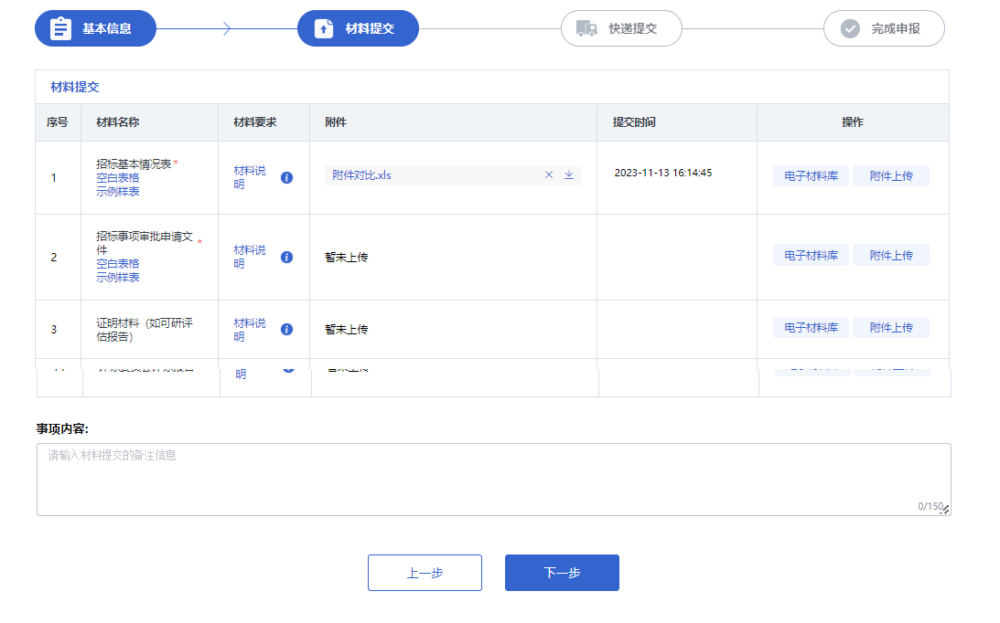 基本信息
材料提交
快递提交
完成申报
材料提交
序号 材料名称 材料要求 附件 提交时间 操作
1
招标基本情况表*
空白表格
示例样表
材料说
明
附件对比.xls
2023-11-13 16:14:45
电子材料库 附件上传
2
招标事项审批申请文
件
*
空白表格
示例样表
材料说
明
暂未上传
电子材料库 附件上传
3
证明材料（如可研评
估报告）
材料说
明
暂未上传
电子材料库 附件上传
明
事项内容:
请输入材料提交的备注信息
0/150
上一步
下一步